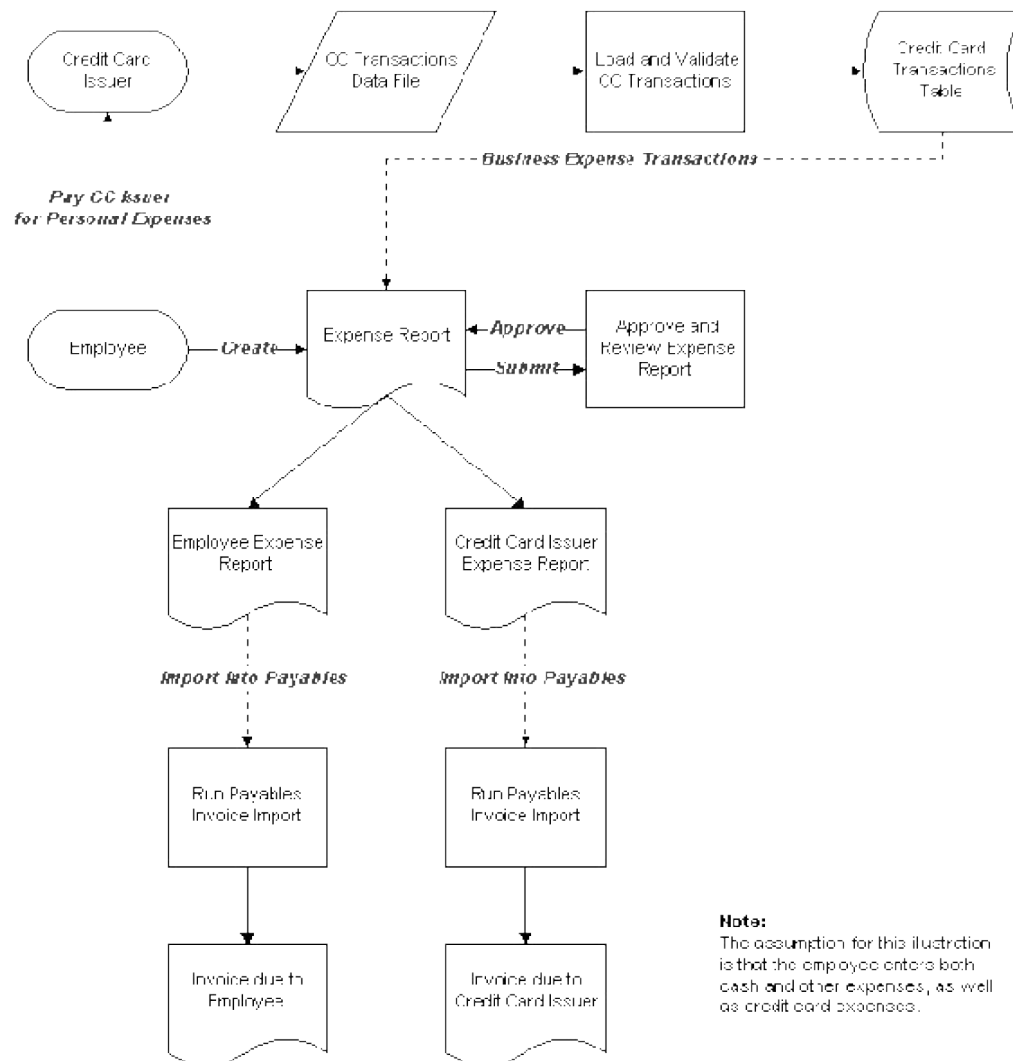 Credit Card
Issuer
CC Transactions
Data File
Load and Validate
CC Transactions
Credit Card
Transactions
Table
Business Expense Transactions
Pay CC Issuer
for Personal Expenses
Employee
Create
Expense Report
Approve
Submit
Approve and
Review Expense
Report
Employee Expense
Report
Credit Card Issuer
Expense Report
Import Into Payables
Import Into Payables
Run Payables
Invoice Import
Run Payables
Invoice Import
Invoice due to
Employee
Invoice due to
Credit Card Issuer
Note:
The assumption for this illustration
is that the employee enters both
cash and other expenses, as well
as credit card expenses.